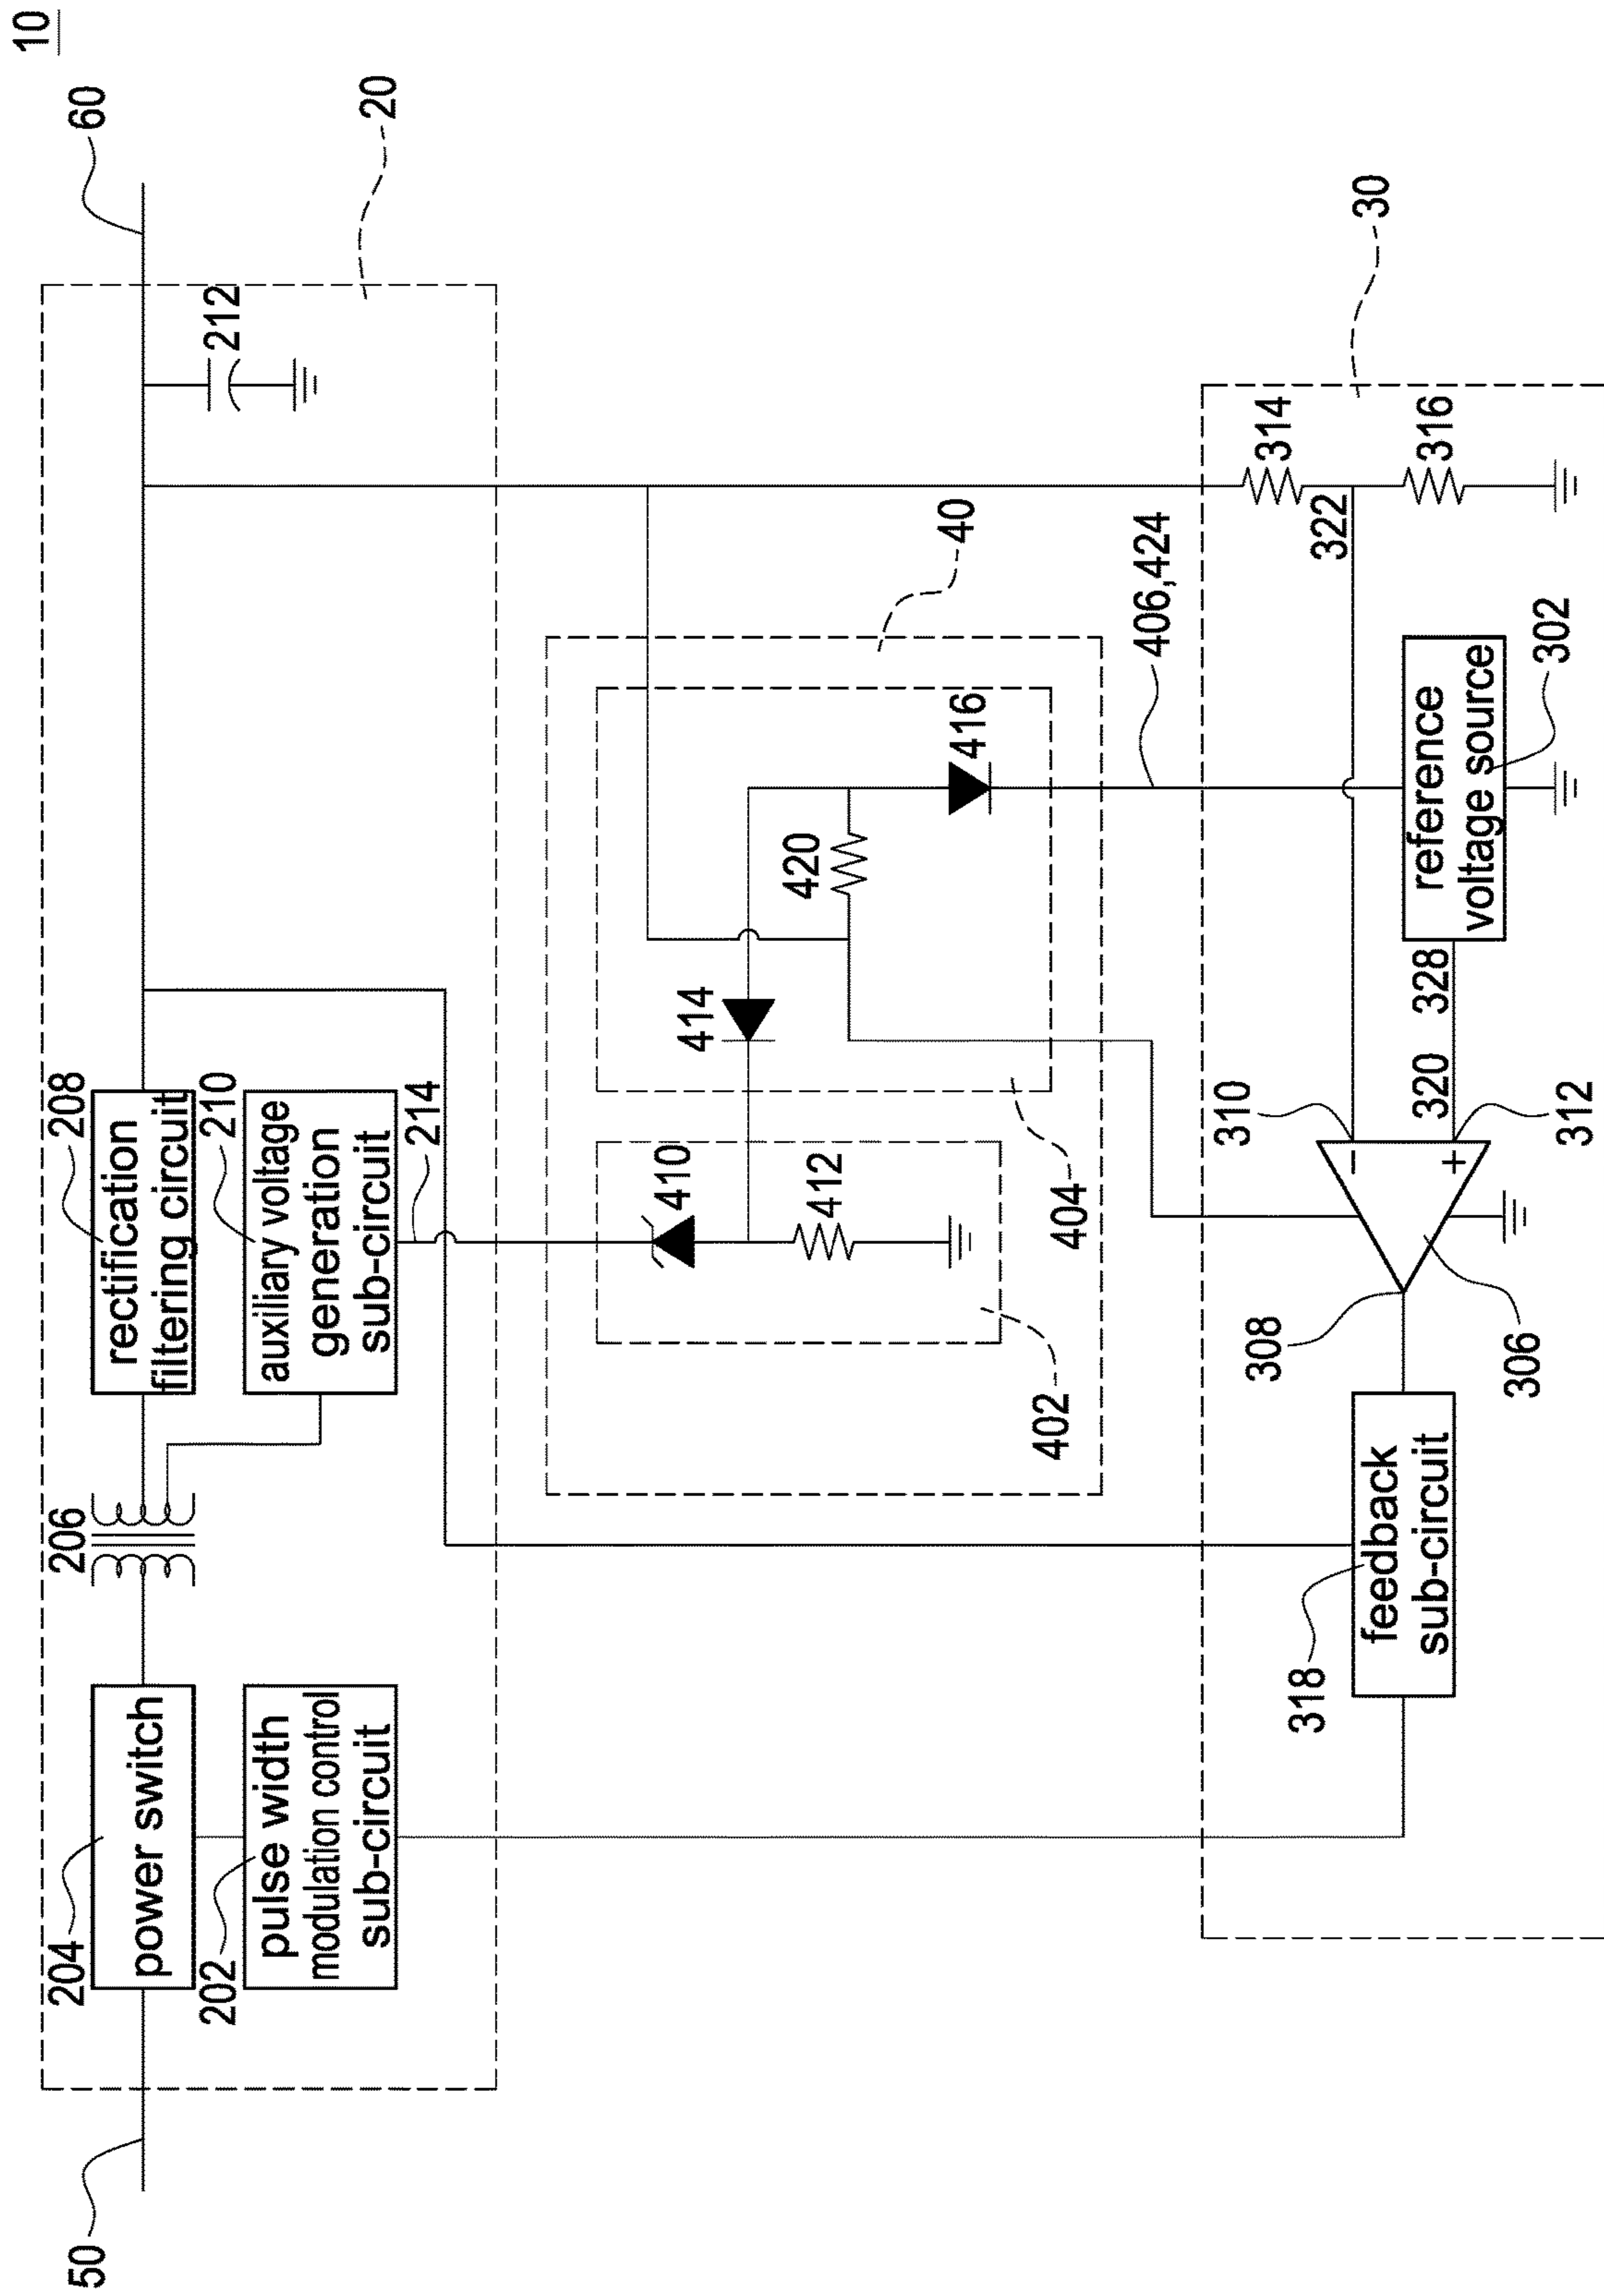 10
60
20
212
208
rectification
filtering circuit
210
auxiliary voltage
generation
sub-circuit
214
206
204
power switch
202
pulse width
modulation control
sub-circuit
50
40
416
420
414
404
410
412
402
406,424
30
314
316
322
302
reference
voltage source
328
320
310
312
−
+
308
306
318
feedback
sub-circuit